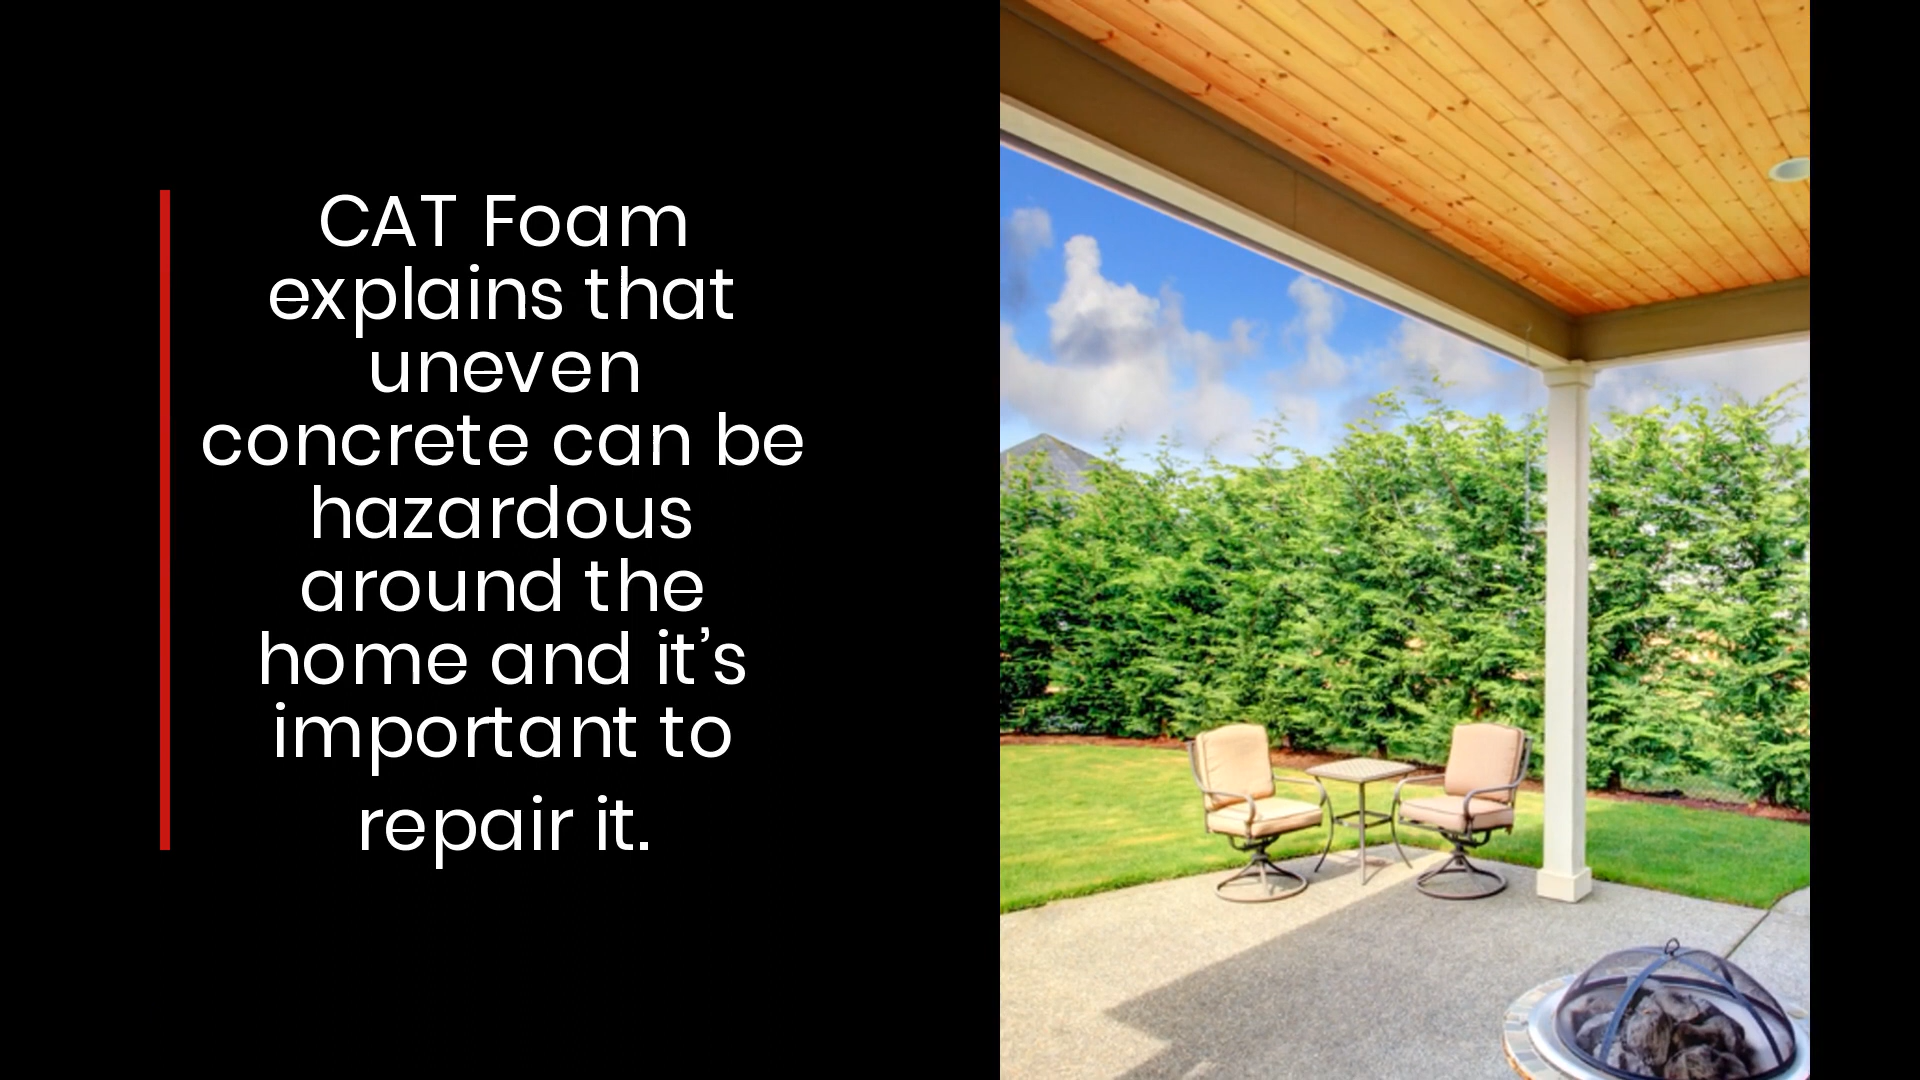 CAT Foam
explains that
uneven
concrete can be
hazardous
around the
home and it’s
important to
repair it.